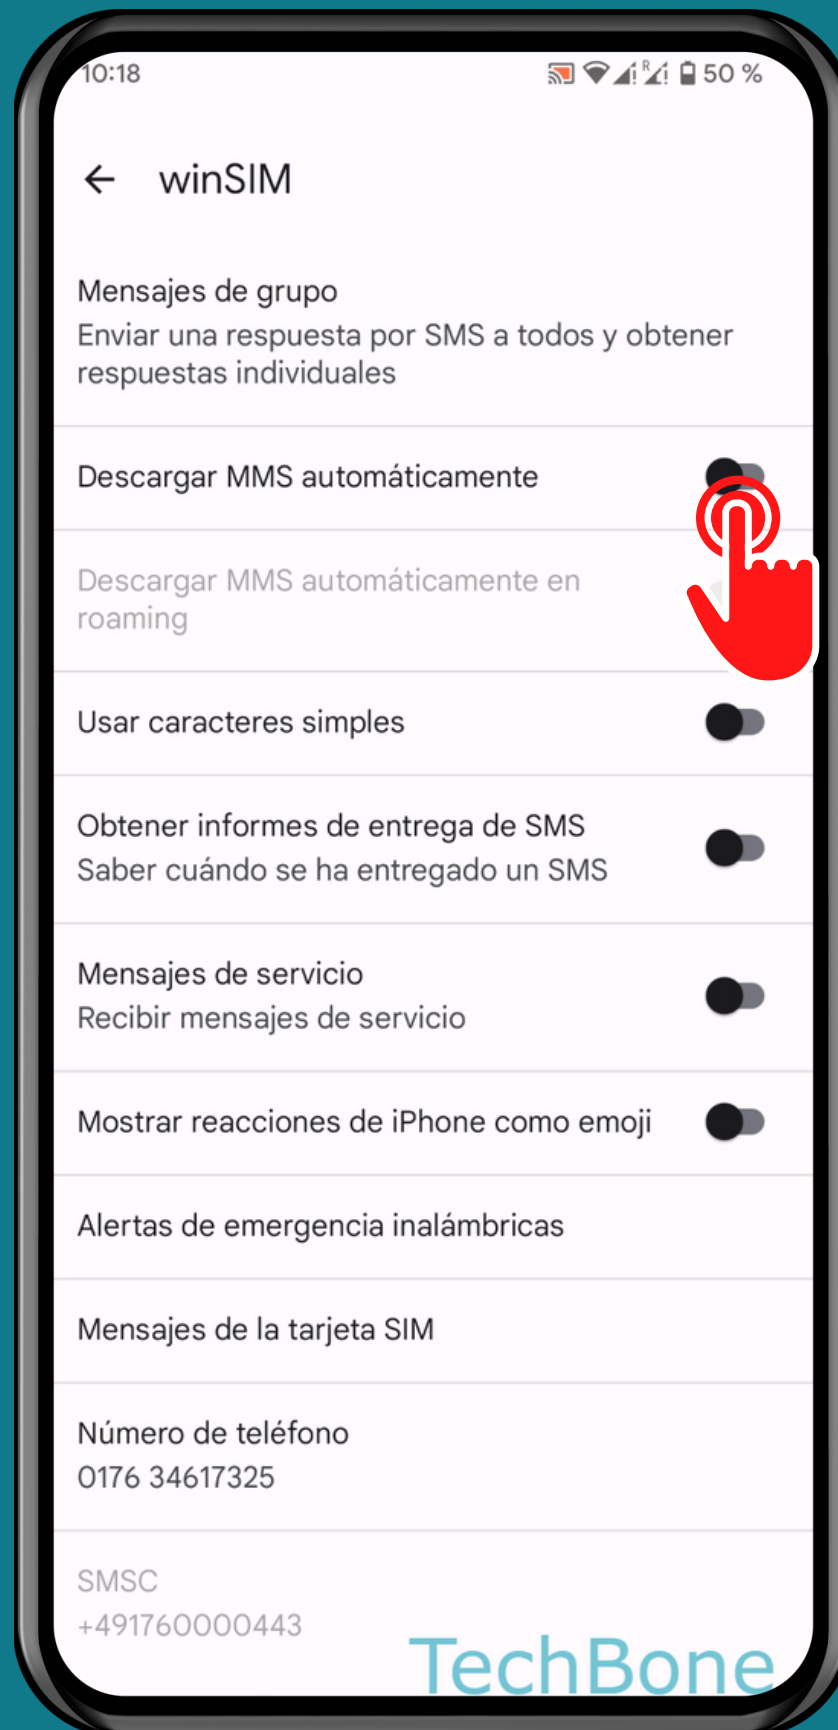 10:18
R
50 %
winSIM
Mensajes de grupo
Enviar una respuesta por SMS a todos y obtener
respuestas individuales
Descargar MMS automáticamente
Descargar MMS automáticamente en
roaming
Usar caracteres simples
Obtener informes de entrega de SMS
Saber cuándo se ha entregado un SMS
Mensajes de servicio
Recibir mensajes de servicio
Mostrar reacciones de iPhone como emoji
Alertas de emergencia inalámbricas
Mensajes de la tarjeta SIM
Número de teléfono
0176 34617325
SMSC
+491760000443
TechBone